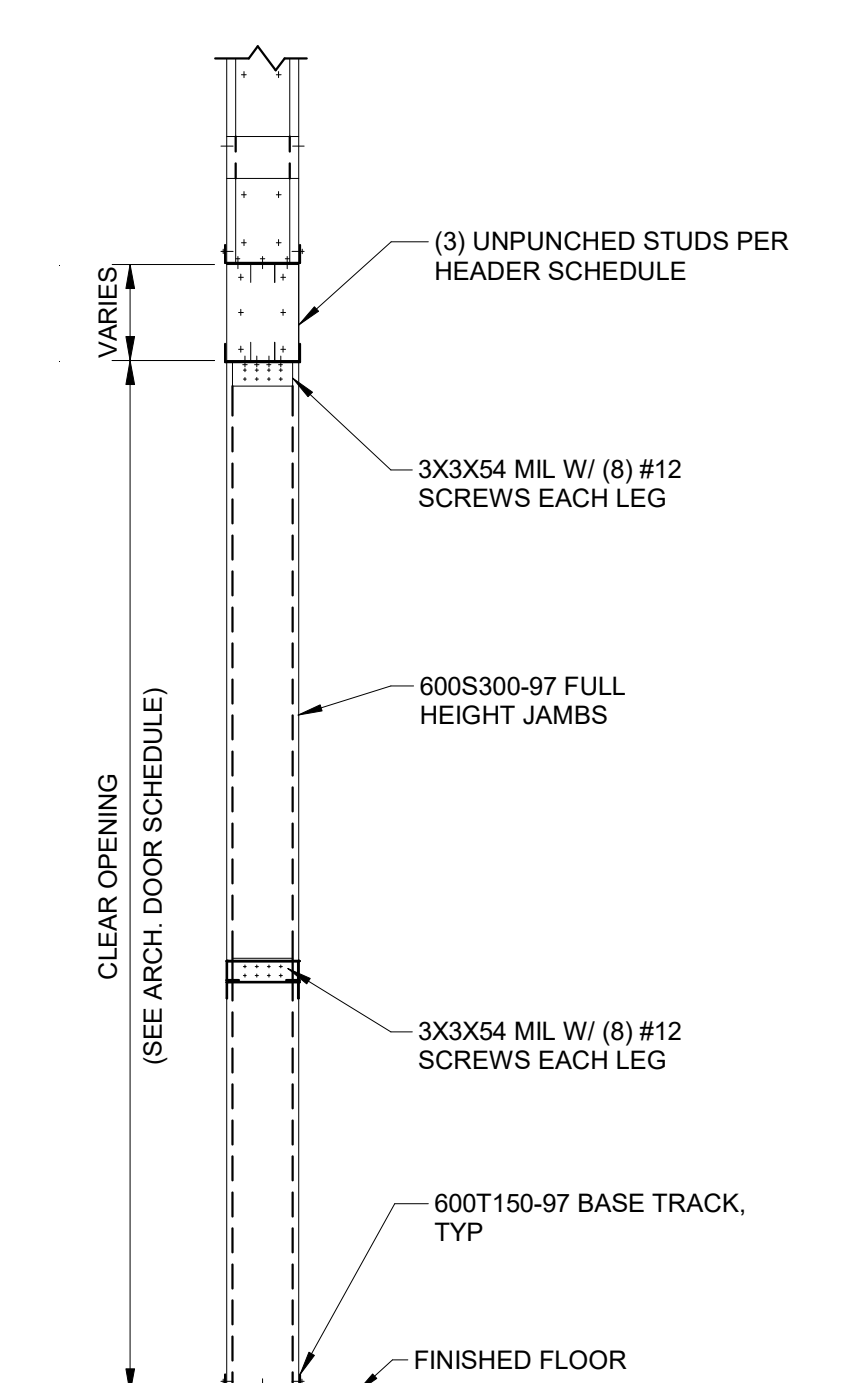 (3) UNPUNCHED STUDS PER
HEADER SCHEDULE
VARIES
3X3X54 MIL W/ (8) #12
SCREWS EACH LEG
600S300-97 FULL
HEIGHT JAMBS
CLEAR OPENING
(SEE ARCH. DOOR SCHEDULE)
3X3X54 MIL W/ (8) #12
SCREWS EACH LEG
600T150-97 BASE TRACK,
TYP
FINISHED FLOOR